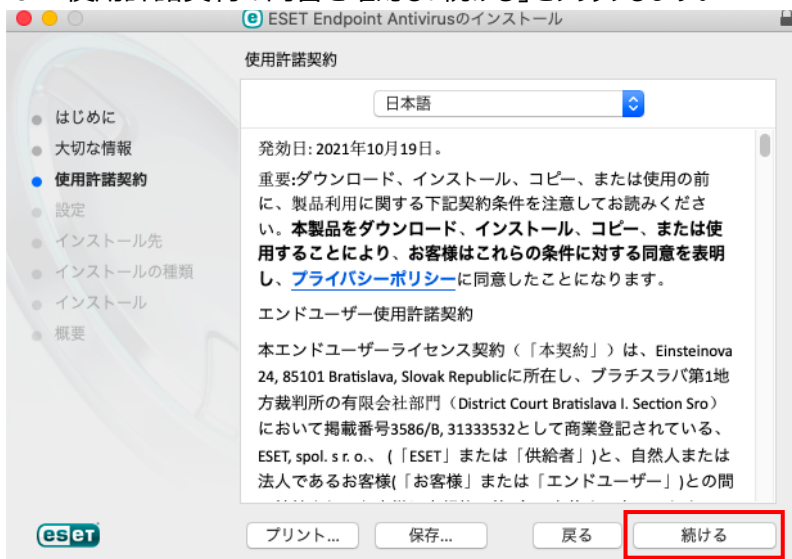 ESET Endpoint Antivirusのインストール
使用許諾契約
はじめに
大切な情報
使用許諾契約
設定
インストール先
インストールの種類
インストール
概要
日本語
発効日: 2021年10月19日。
重要:ダウンロード、インストール、コピー、または使用の前
に、製品利用に関する下記契約条件を注意してお読みくださ
い。本製品をダウンロード、インストール、コピー、または使
用することにより、お客様はこれらの条件に対する同意を表明
し、プライバシーポリシーに同意したことになります。
エンドユーザー使用許諾契約
本エンドユーザーライセンス契約(「本契約」)は、Einsteinova
24, 85101 Bratislava, Slovak Republicに所在し、ブラチスラバ第1地
方裁判所の有限会社部門(District Court Bratislava I. Section Sro)
において掲載番号3586/B, 31333532として商業登記されている、
ESET, spol. s r. o.、 (「ESET」または「供給者」)と、自然人または
法人であるお客様(「お客様」または「エンドユーザー」)との間
eset
プリント...
保存...
戻る
続ける